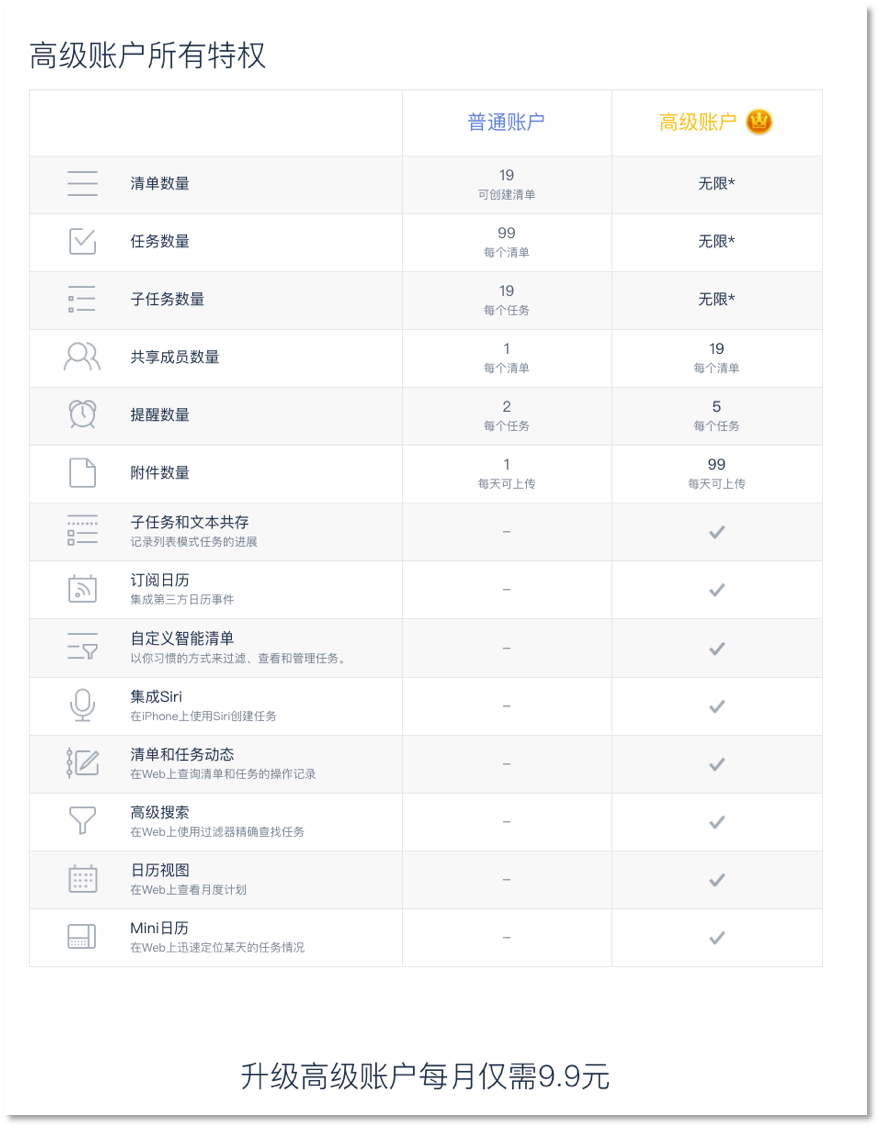 高级账户所有特权
普通账户
高级账户
清单数量
19
可创建清单
无限*
任务数量
99
每个清单
无限*
子任务数量
19
每个任务
无限*
共享成员数量
1
每个清单
19
每个清单
提醒数量
2
每个任务
5
每个任务
附件数量
1
每天可上传
99
每天可上传
子任务和文本共存
记录列表模式任务的进展
–
订阅日历
集成第三方日历事件
–
自定义智能清单
以你习惯的方式来过滤、查看和管理任务。
–
集成Siri
在iPhone上使用Siri创建任务
–
清单和任务动态
在Web上查询清单和任务的操作记录
–
高级搜索
在Web上使用过滤器精确查找任务
–
日历视图
在Web上查看月度计划
–
Mini日历
在Web上迅速定位某天的任务情况
–
升级高级账户每月仅需9.9元